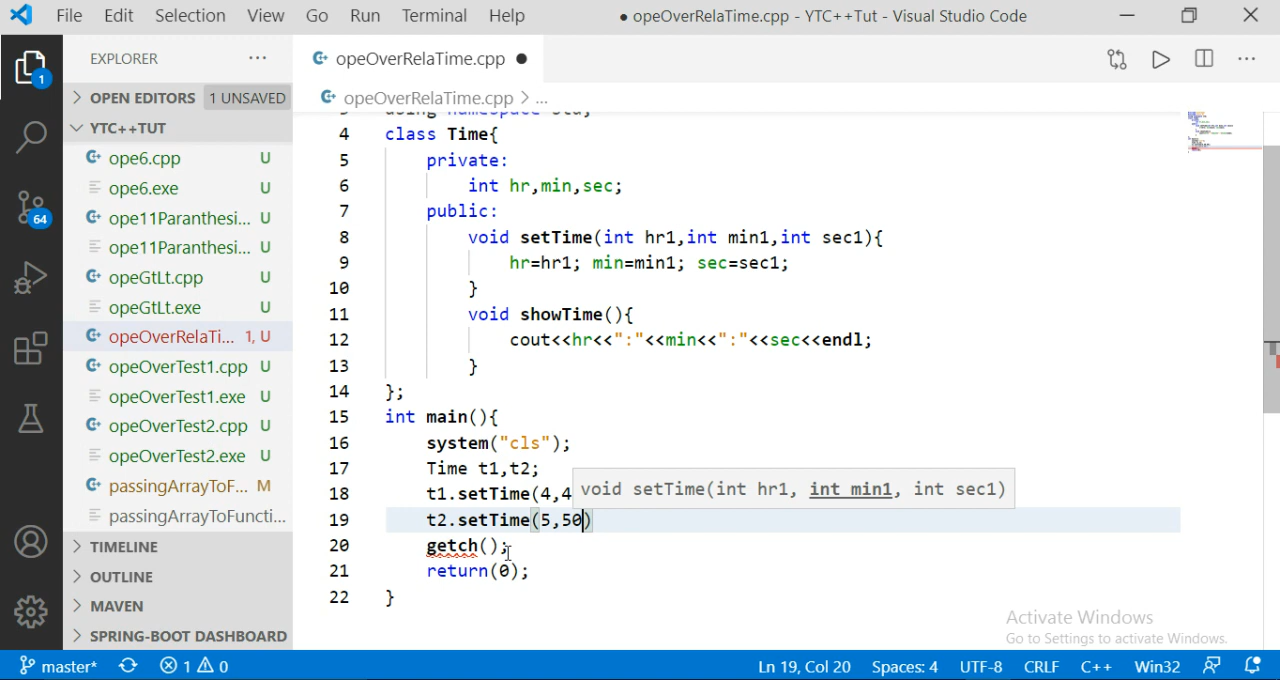 File Edit Selection View Go Run Terminal Help ● opeOverRelaTime.cpp - YTC++Tut - Visual Studio Code
EXPLORER ...
opeOverRelaTime.cpp ●
OPEN EDITORS 1 UNSAVED
opeOverRelaTime.cpp > ...
YTC++TUT
ope6.cpp U
ope6.exe U
ope11Paranthesi... U
ope11Paranthesi... U
opeGtLt.cpp U
opeGtLt.exe U
opeOverRelaTi... 1, U
opeOverTest1.cpp U
opeOverTest1.exe U
opeOverTest2.cpp U
opeOverTest2.exe U
passingArrayToF... M
passingArrayToFuncti...
TIMELINE
OUTLINE
MAVEN
SPRING-BOOT DASHBOARD
1
64
using namespace std;
4 class Time{
5 private:
6 int hr,min,sec;
7 public:
8 void setTime(int hr1,int min1,int sec1){
9 hr=hr1; min=min1; sec=sec1;
10 }
11 void showTime(){
12 cout<<hr<<":"<<min<<":"<<sec<<endl;
13 }
14 };
15 int main(){
16 system("cls");
17 Time t1,t2;
18 t1.setTime(4,4
void setTime(int hr1, int min1, int sec1)
19 t2.setTime(5,50)
20 getch();
21 return(0);
22 }
Activate Windows
Go to Settings to activate Windows.
master* 1 0 Ln 19, Col 20 Spaces: 4 UTF-8 CRLF C++ Win32